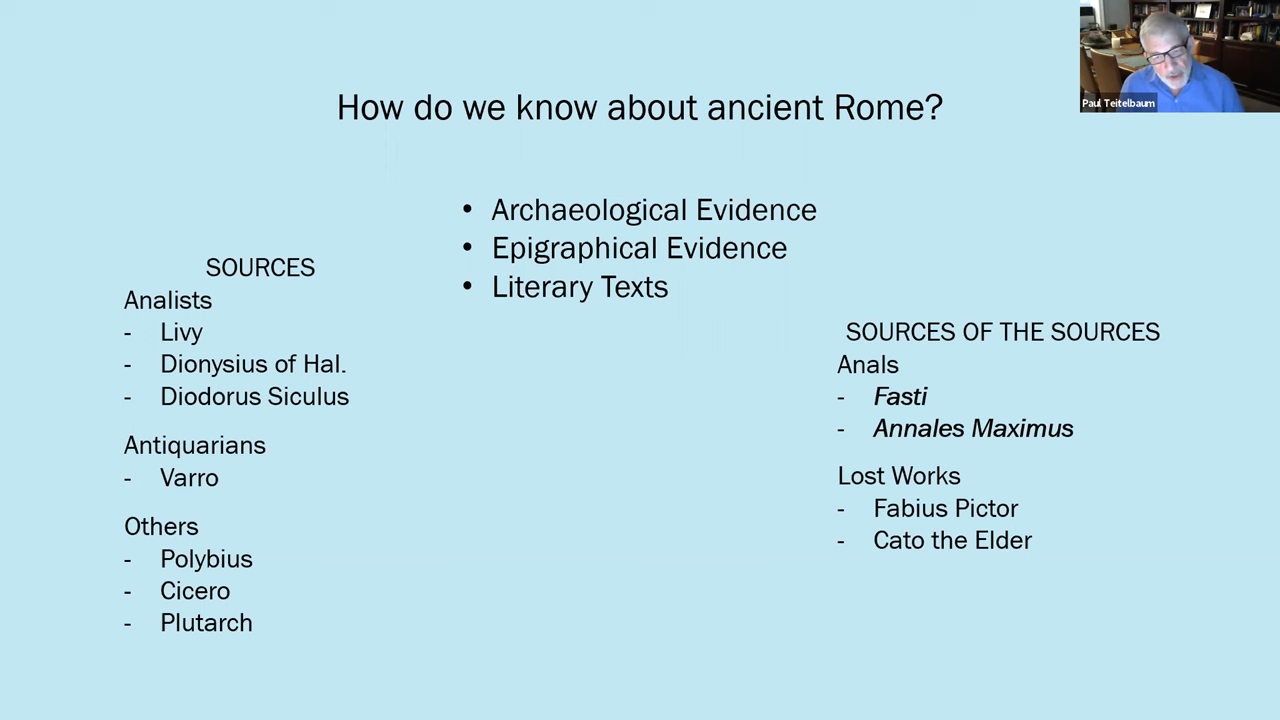 Paul Teitelbaum
How do we know about ancient Rome?
• Archaeological Evidence
• Epigraphical Evidence
• Literary Texts
SOURCES
Analists
- Livy
- Dionysius of Hal.
- Diodorus Siculus
Antiquarians
- Varro
Others
- Polybius
- Cicero
- Plutarch
SOURCES OF THE SOURCES
Anals
- Fasti
- Annales Maximus
Lost Works
- Fabius Pictor
- Cato the Elder